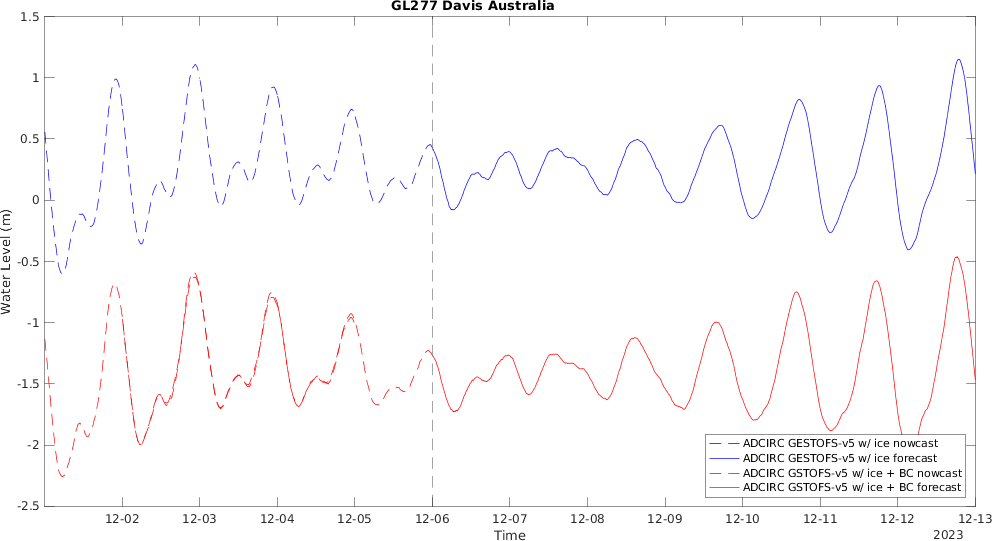 GL277 Davis Australia
1.5
1
0.5
0
-0.5
-1
-1.5
-2
-2.5
Water Level (m)
12-02 12-03 12-04 12-05 12-06 12-07 12-08 12-09 12-10 12-11 12-12 12-13
Time
2023
ADCIRC GESTOFS-v5 w/ ice nowcast
ADCIRC GESTOFS-v5 w/ ice forecast
ADCIRC GSTOFS-v5 w/ ice + BC nowcast
ADCIRC GSTOFS-v5 w/ ice + BC forecast